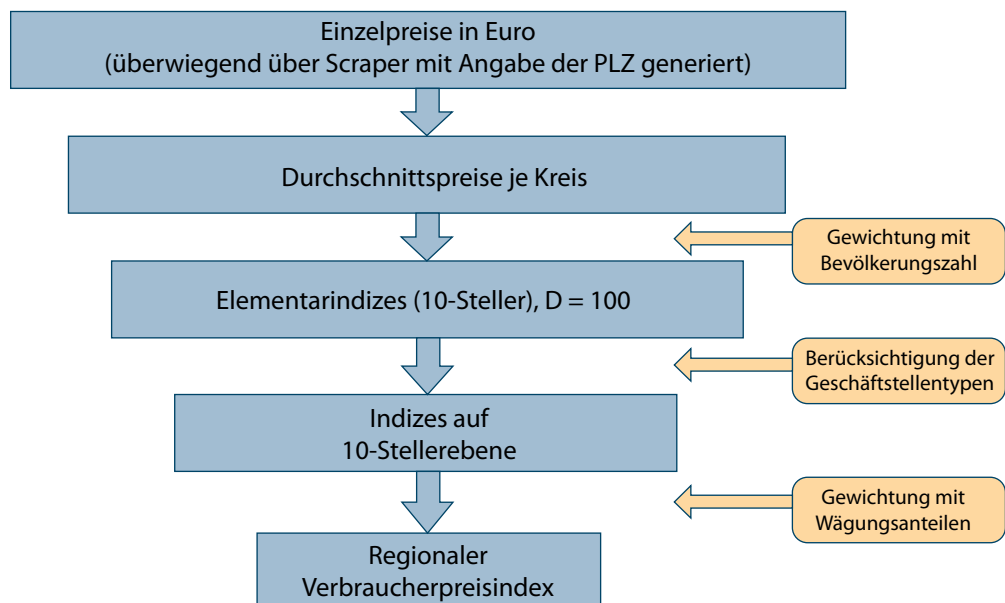 Einzelpreise in Euro
(überwiegend über Scraper mit Angabe der PLZ generiert)
Durchschnittspreise je Kreis
Gewichtung mit
Bevölkerungszahl
Elementarindizes (10-Steller), D = 100
Berücksichtigung der
Geschäftstellentypen
Indizes auf
10-Stellerebene
Gewichtung mit
Wägungsanteilen
Regionaler
Verbraucherpreisindex